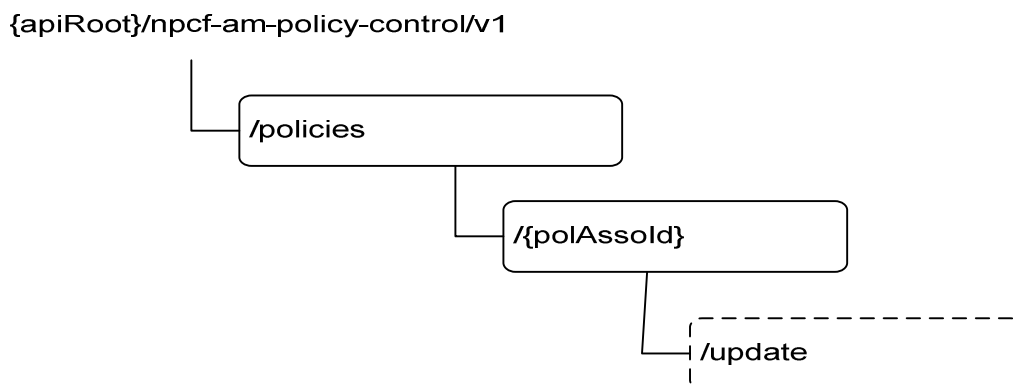 {apiRoot}/npcf-am-policy-control/v1
/policies
/{polAssoId}
/update